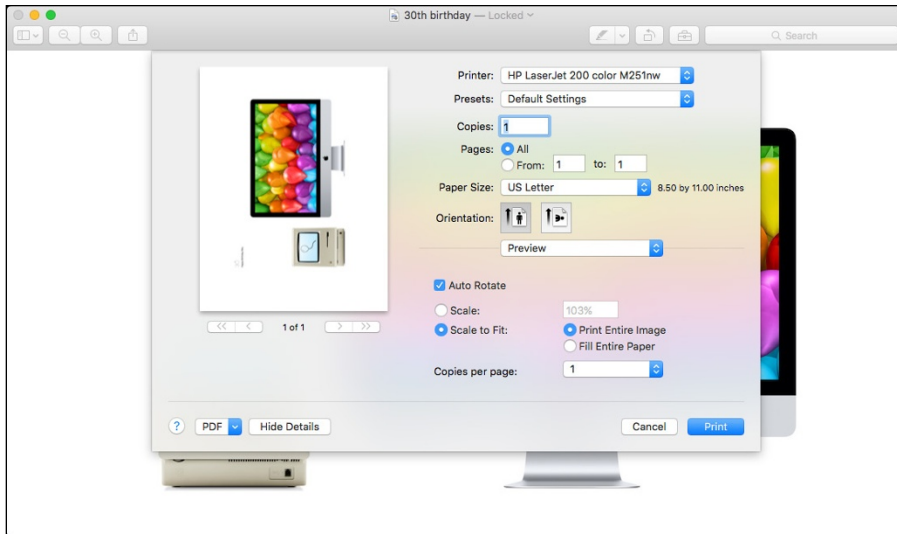 30th birthday — Locked
Search
Printer: HP LaserJet 200 color M251nw
Presets: Default Settings
Copies: 1
Pages: All
From: 1 to: 1
Paper Size: US Letter 8.50 by 11.00 inches
Orientation:
Preview
Auto Rotate
Scale: 103%
Scale to Fit: Print Entire Image
Fill Entire Paper
Copies per page: 1
<< < 1 of 1 > >>
? PDF Hide Details Cancel Print